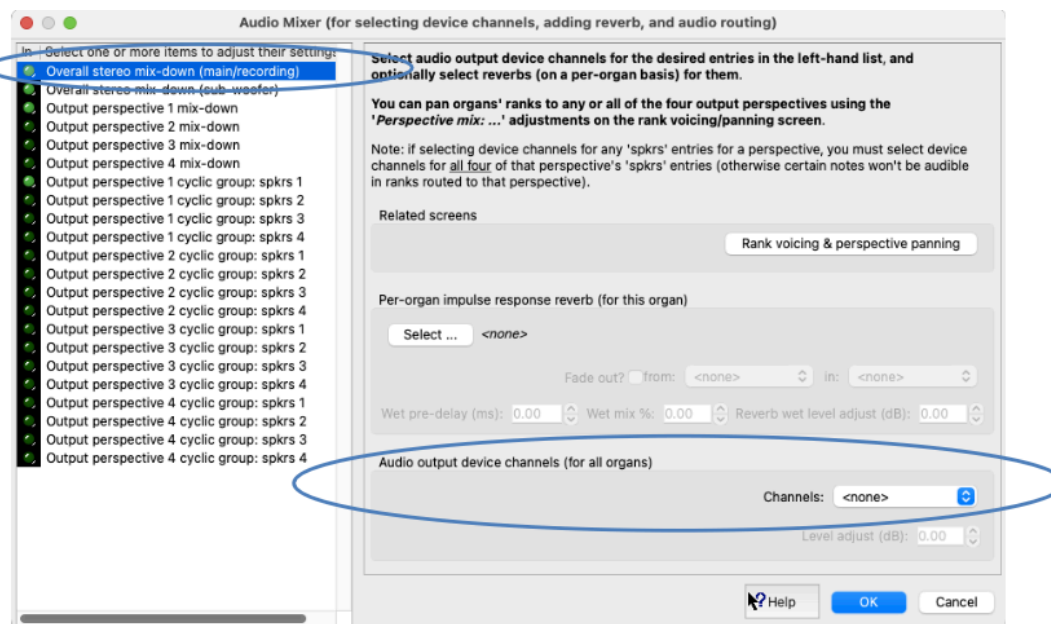 Audio Mixer (for selecting device channels, adding reverb, and audio routing)
In Select one or more items to adjust their settings
Overall stereo mix-down (main/recording)
Overall stereo mix-down (sub-woofer)
Output perspective 1 mix-down
Output perspective 2 mix-down
Output perspective 3 mix-down
Output perspective 4 mix-down
Output perspective 1 cyclic group: spkrs 1
Output perspective 1 cyclic group: spkrs 2
Output perspective 1 cyclic group: spkrs 3
Output perspective 1 cyclic group: spkrs 4
Output perspective 2 cyclic group: spkrs 1
Output perspective 2 cyclic group: spkrs 2
Output perspective 2 cyclic group: spkrs 3
Output perspective 2 cyclic group: spkrs 4
Output perspective 3 cyclic group: spkrs 1
Output perspective 3 cyclic group: spkrs 2
Output perspective 3 cyclic group: spkrs 3
Output perspective 3 cyclic group: spkrs 4
Output perspective 4 cyclic group: spkrs 1
Output perspective 4 cyclic group: spkrs 2
Output perspective 4 cyclic group: spkrs 3
Output perspective 4 cyclic group: spkrs 4
Select audio output device channels for the desired entries in the left-hand list, and
optionally select reverbs (on a per-organ basis) for them.
You can pan organs' ranks to any or all of the four output perspectives using the
'Perspective mix: ...' adjustments on the rank voicing/panning screen.
Note: if selecting device channels for any 'spkrs' entries for a perspective, you must select device
channels for all four of that perspective's 'spkrs' entries (otherwise certain notes won't be audible
in ranks routed to that perspective).
Related screens
Rank voicing & perspective panning
Per-organ impulse response reverb (for this organ)
Select ... <none>
Fade out? from: <none> in: <none>
Wet pre-delay (ms): 0.00 Wet mix %: 0.00 Reverb wet level adjust (dB): 0.00
Audio output device channels (for all organs)
Channels: <none>
Level adjust (dB): 0.00
? Help OK Cancel